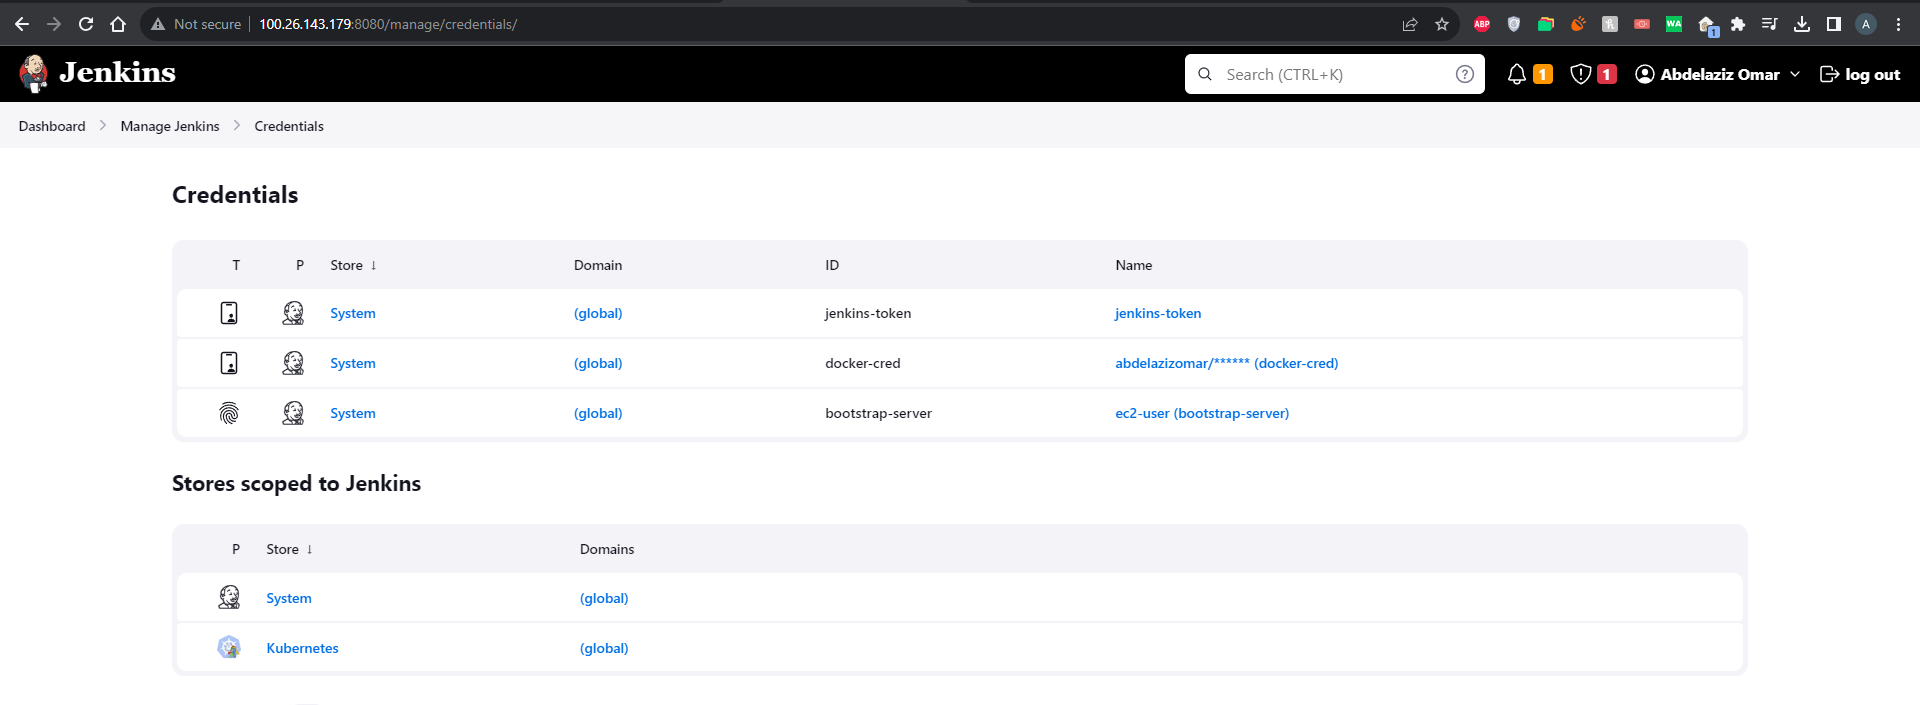 Not secure 100.26.143.179:8080/manage/credentials/
ABP WA 1 A
Jenkins Search (CTRL+K) ? 1 1 Abdelaziz Omar log out
Dashboard Manage Jenkins Credentials
Credentials
T P Store ↓ Domain ID Name
System (global) jenkins-token jenkins-token
System (global) docker-cred abdelazizomar/****** (docker-cred)
System (global) bootstrap-server ec2-user (bootstrap-server)
Stores scoped to Jenkins
P Store ↓ Domains
System (global)
Kubernetes (global)